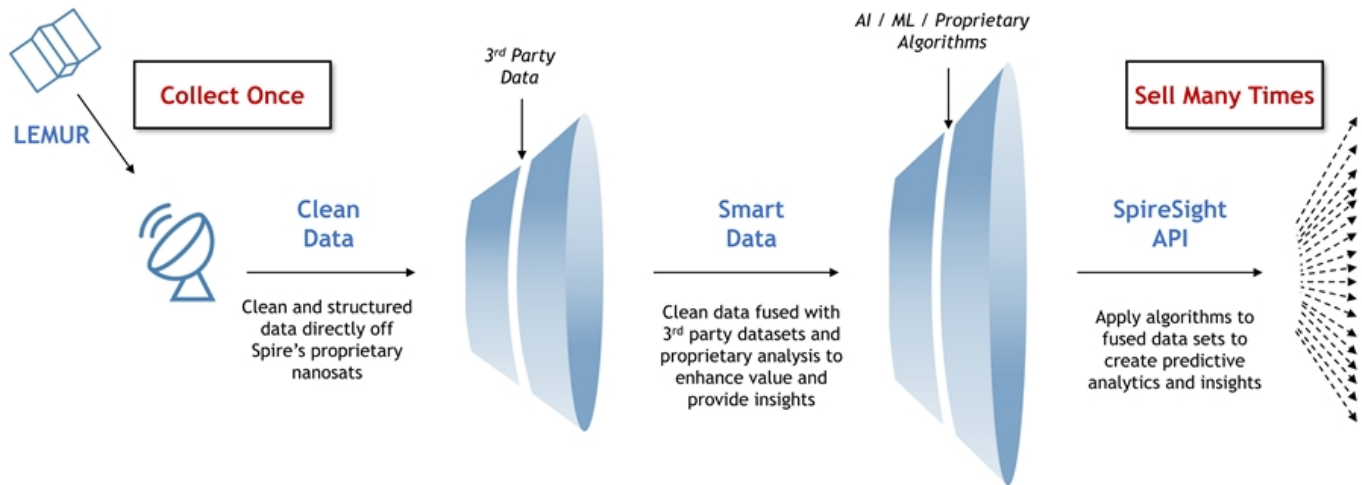 LEMUR
Collect Once
Clean
Data
Clean and structured
data directly off
Spire’s proprietary
nanosats
3rd Party
Data
Smart
Data
Clean data fused with
3rd party datasets and
proprietary analysis to
enhance value and
provide insights
AI / ML / Proprietary
Algorithms
Sell Many Times
SpireSight
API
Apply algorithms to
fused data sets to
create predictive
analytics and insights